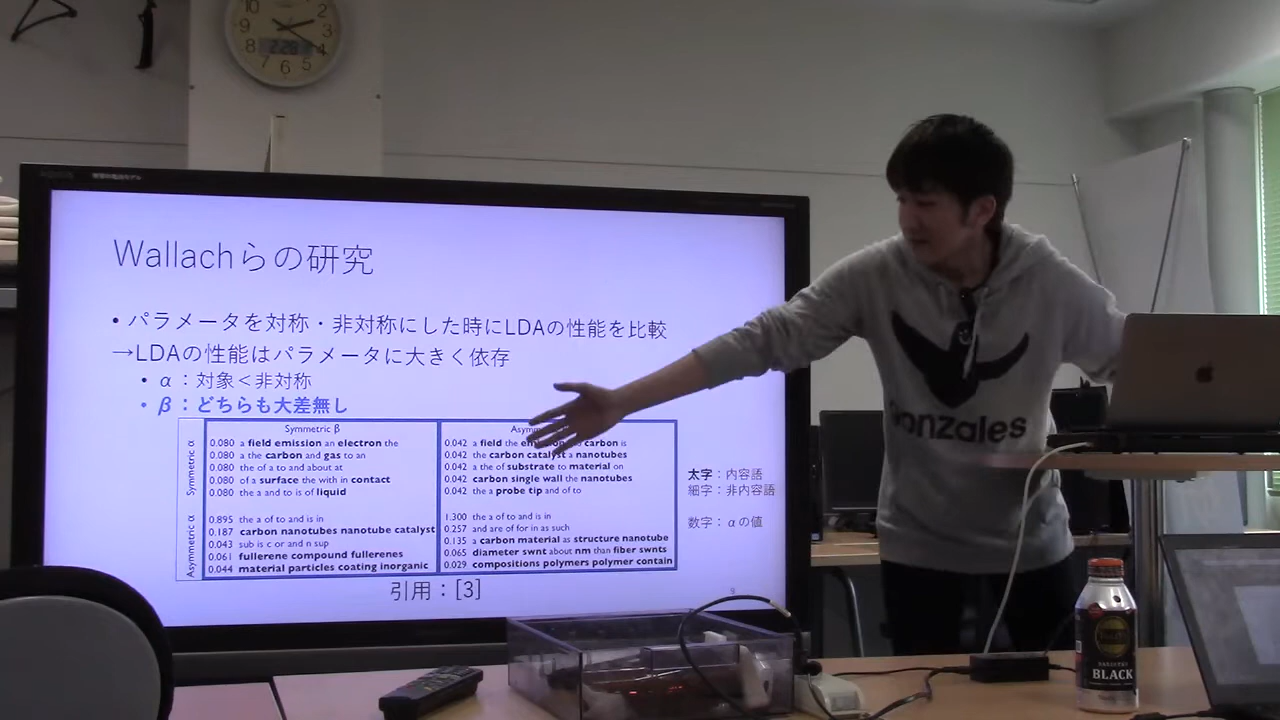 Wallachらの研究
• パラメータを対称・非対称にした時にLDAの性能を比較
→LDAの性能はパラメータに大きく依存
• α：対象＜非対称
• β：どちらも大差無し
Symmetric β
Symmetric α
0.080 a field emission an electron the
0.080 a the carbon and gas to an
0.080 the of a to and about at
0.080 of a surface the with in contact
0.080 the a and to is of liquid
0.042 a field the carbon is
0.042 the carbon catalyst a nanotubes
0.042 a the of substrate to material on
0.042 carbon single wall the nanotubes
0.042 the a probe tip and of to
Asymmetric α
0.895 the a of to and is in
0.187 carbon nanotubes nanotube catalyst
0.043 sub is c or and n sup
0.061 fullerene compound fullerenes
0.044 material particles coating inorganic
1.300 the a of to and is in
0.257 and are of for in as such
0.135 a carbon material as structure nanotube
0.065 diameter swnt about nm than fiber swnts
0.029 compositions polymers polymer contain
太字：内容語
細字：非内容語
数字：αの値
引用：[3]
10 2 3 4 5 6 7 8 9
Gonzales
BLACK